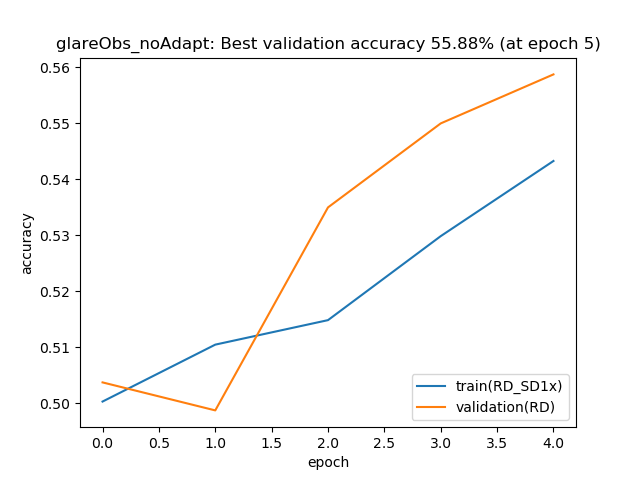 glareObs_noAdapt: Best validation accuracy 55.88% (at epoch 5)
0.56
0.55
0.54
0.53
0.52
0.51
0.50
accuracy
train(RD_SD1x)
validation(RD)
0.0 0.5 1.0 1.5 2.0 2.5 3.0 3.5 4.0
epoch